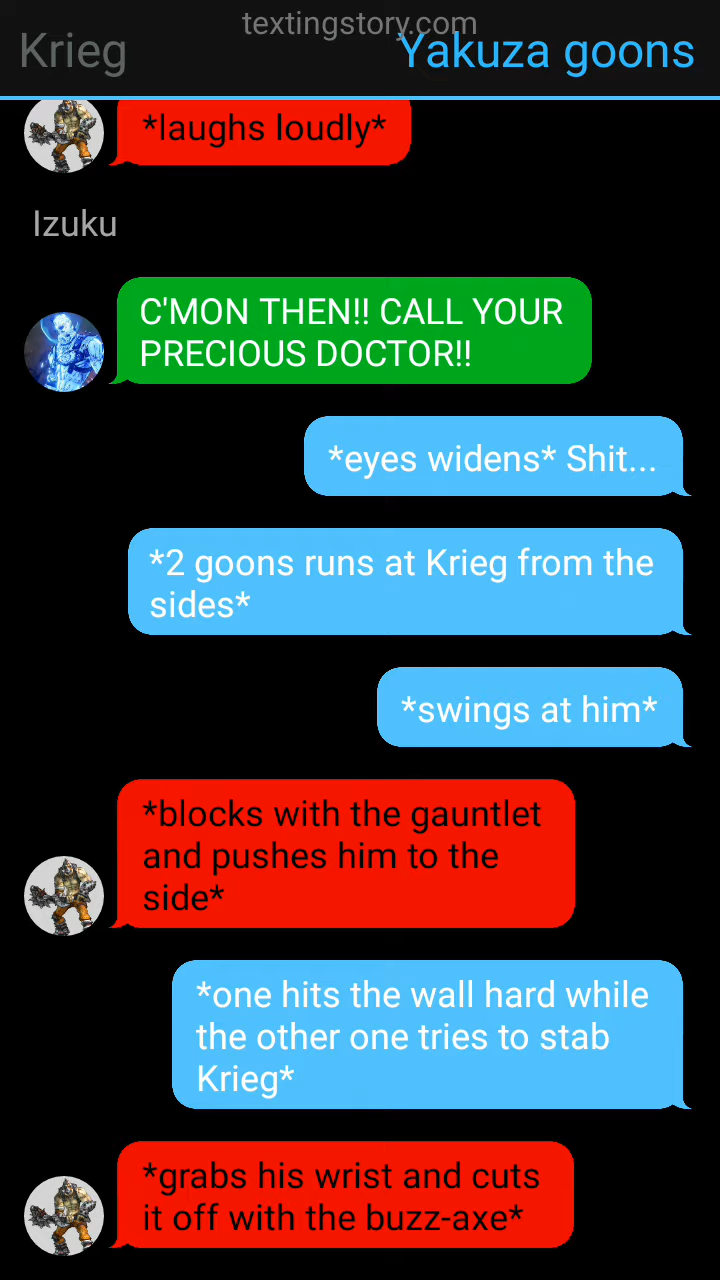 textingstory.com
Krieg
Yakuza goons
*laughs loudly*
Izuku
C'MON THEN!! CALL YOUR
PRECIOUS DOCTOR!!
*eyes widens* Shit...
*2 goons runs at Krieg from the
sides*
*swings at him*
*blocks with the gauntlet
and pushes him to the
side*
*one hits the wall hard while
the other one tries to stab
Krieg*
*grabs his wrist and cuts
it off with the buzz-axe*